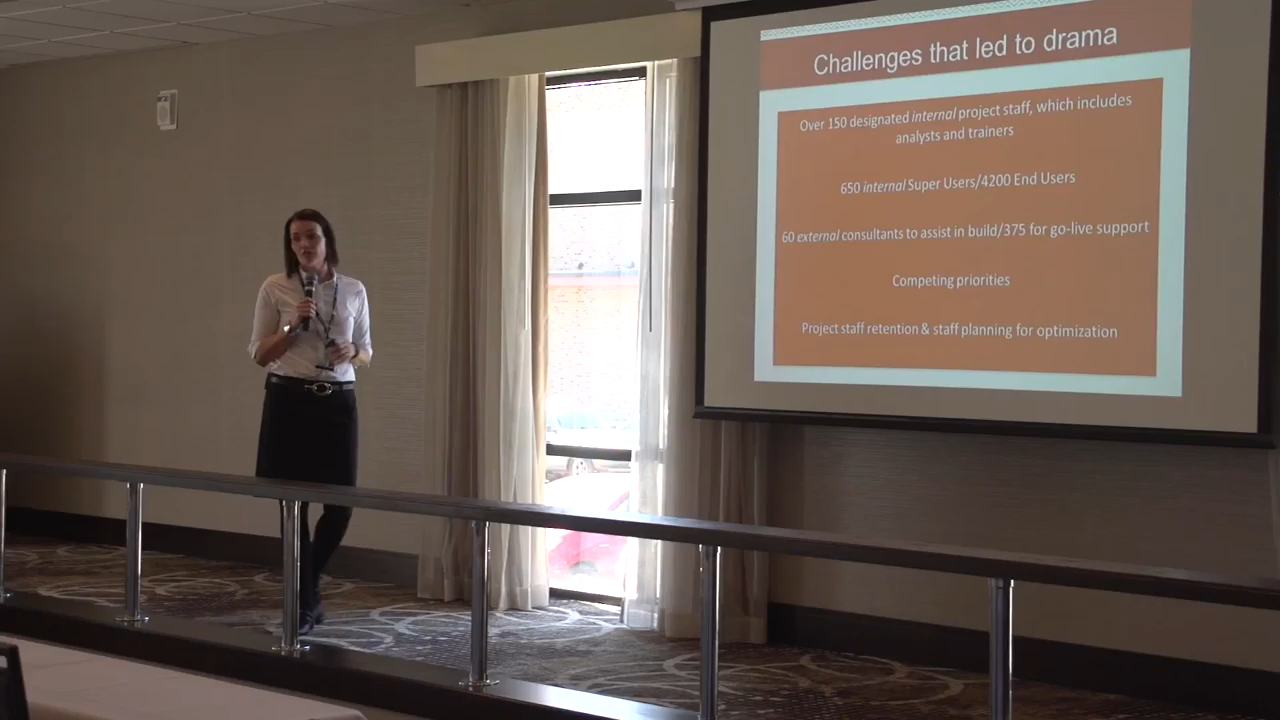 Challenges that led to drama
Over 150 designated internal project staff, which includes
analysts and trainers
650 internal Super Users/4200 End Users
60 external consultants to assist in build/375 for go-live support
Competing priorities
Project staff retention & staff planning for optimization